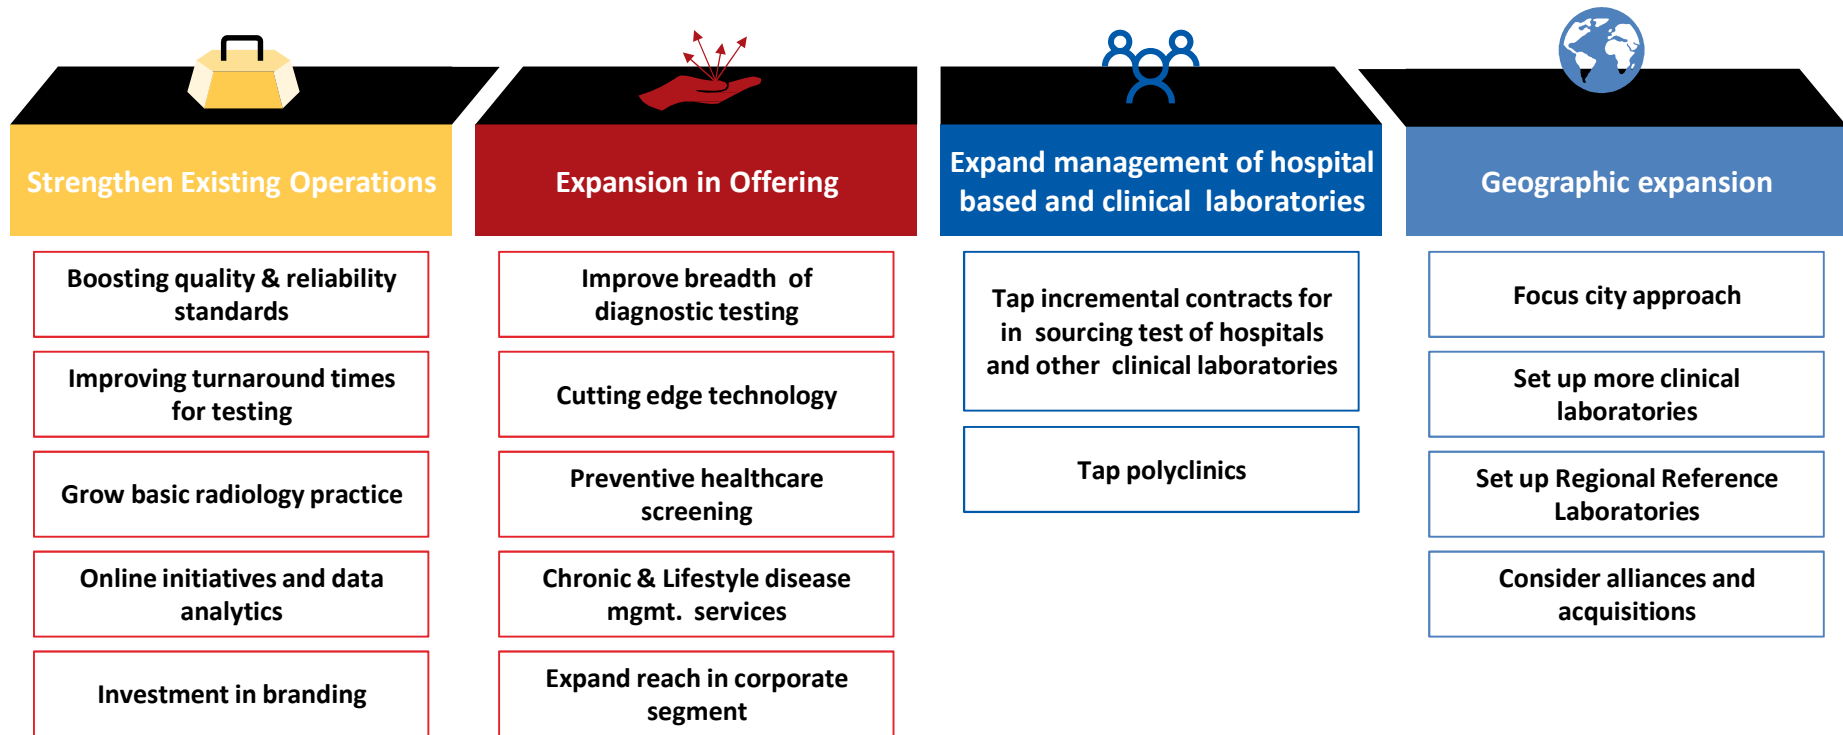 Strengthen Existing Operations
Boosting quality & reliability
standards
Improving turnaround times
for testing
Grow basic radiology practice
Online initiatives and data
analytics
Investment in branding
Expansion in Offering
Improve breadth of
diagnostic testing
Cutting edge technology
Preventive healthcare
screening
Chronic & Lifestyle disease
mgmt. services
Expand reach in corporate
segment
Expand management of hospital
based and clinical laboratories
Tap incremental contracts for
in sourcing test of hospitals
and other clinical laboratories
Tap polyclinics
Geographic expansion
Focus city approach
Set up more clinical
laboratories
Set up Regional Reference
Laboratories
Consider alliances and
acquisitions